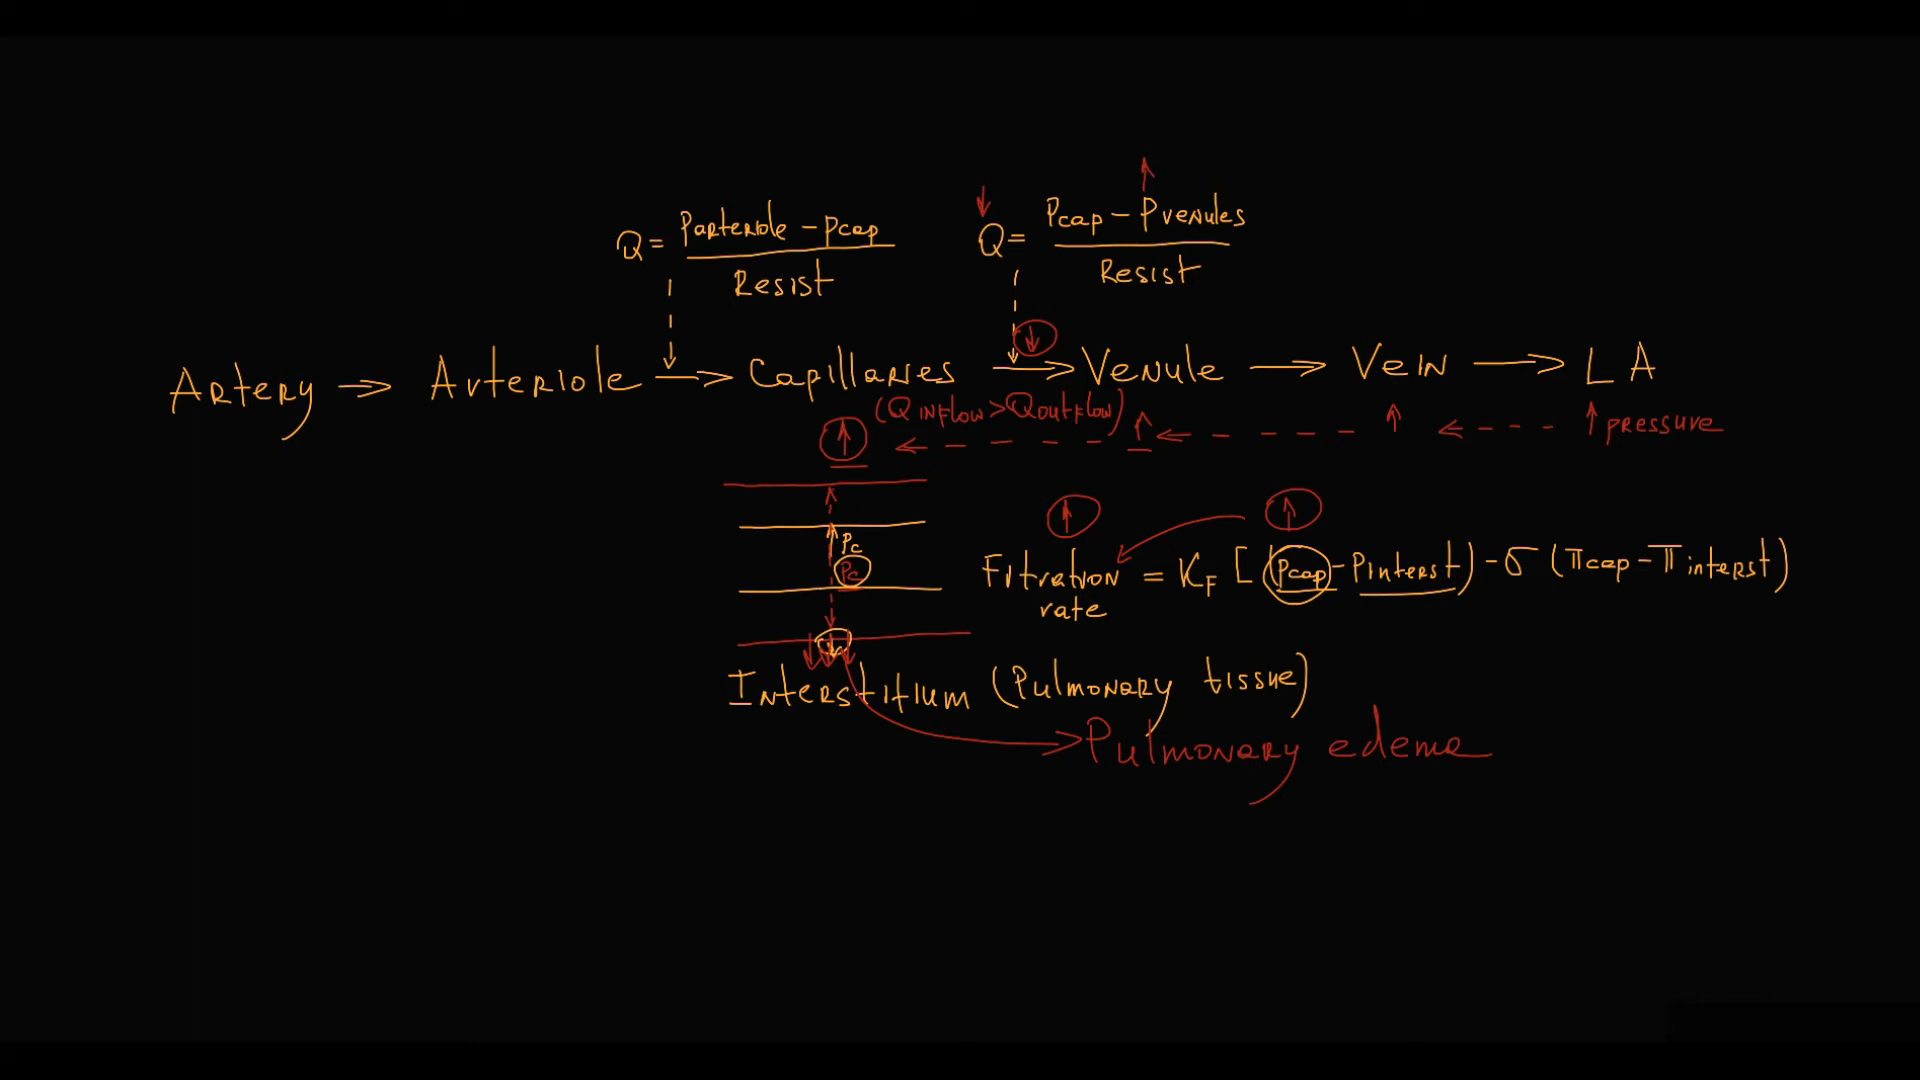 Q = Parteriole - Pcap / Resist
↓ Q = Pcap - ↑ Pvenules / Resist
Artery → Arteriole → Capillaries → ↓ Venule → Vein → LA
(Q inflow > Q outflow)
↑ ← ↑ ← ↑ ← ↑ pressure
↑ ↑
Pc
Pc
Filtration rate = KF [(Pcap - Pinterst) - σ (πcap - πinterst)
Interstitium (Pulmonary tissue)
Pulmonary edema